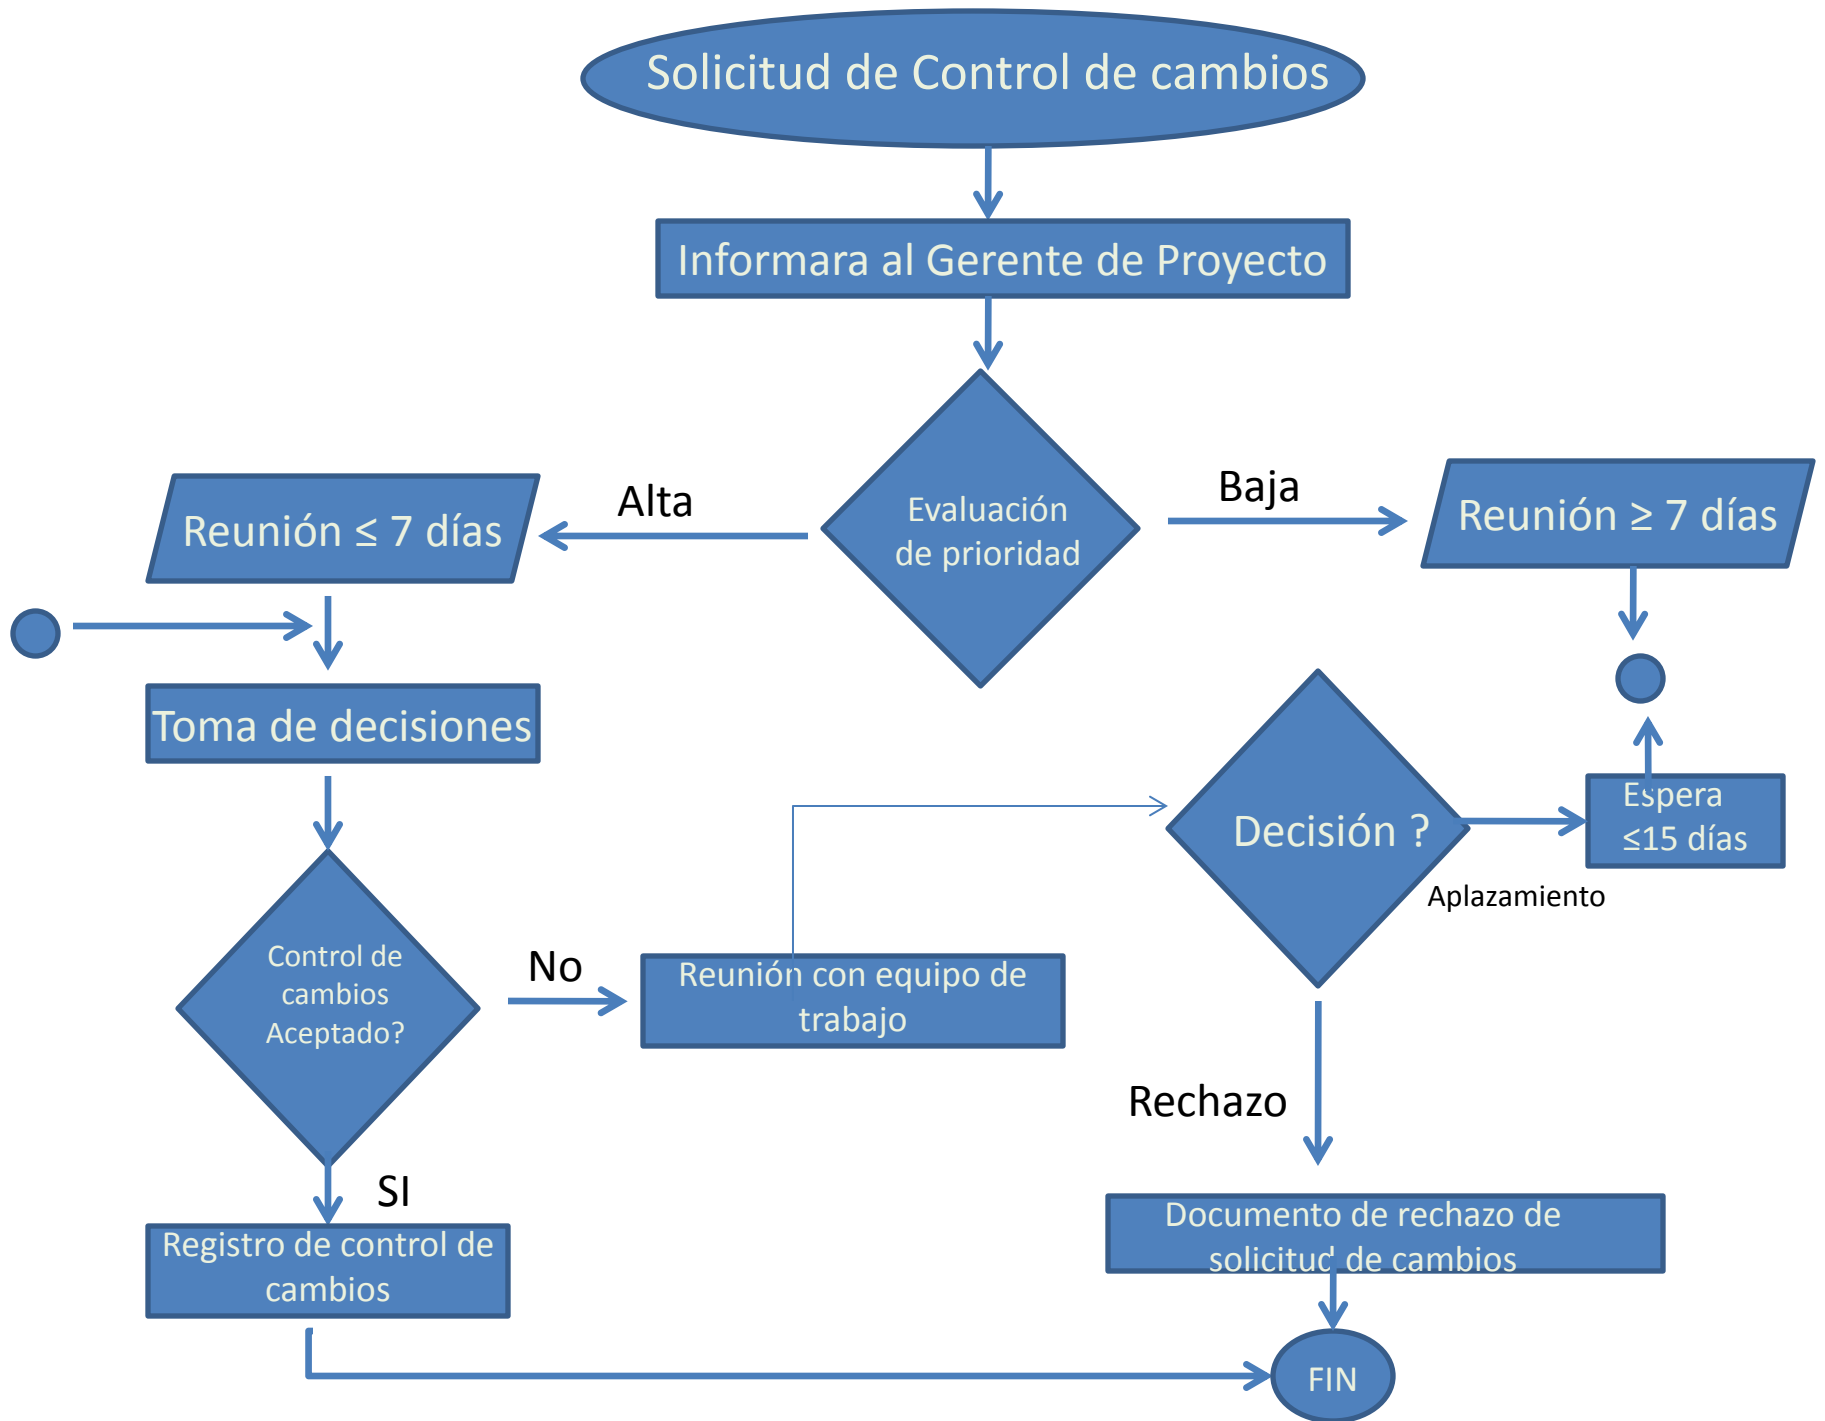 Solicitud de Control de cambios
Informara al Gerente de Proyecto
Evaluación
de prioridad
Alta
Baja
Reunión ≤ 7 días
Reunión ≥ 7 días
Toma de decisiones
Decisión ?
Espera
≤15 días
Aplazamiento
Control de
cambios
Aceptado?
No
Reunión con equipo de
trabajo
Rechazo
SI
Registro de control de
cambios
Documento de rechazo de
solicitud de cambios
FIN